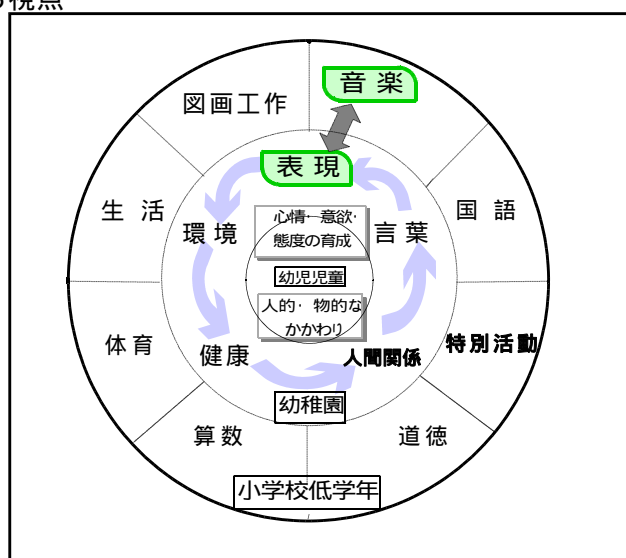 視点
音楽
図画工作
表現
生活
国語
環境
心情・意欲・
態度の育成
言葉
幼児児童
人的・物的な
かかわり
体育
健康
人間関係
特別活動
幼稚園
算数
道徳
小学校低学年